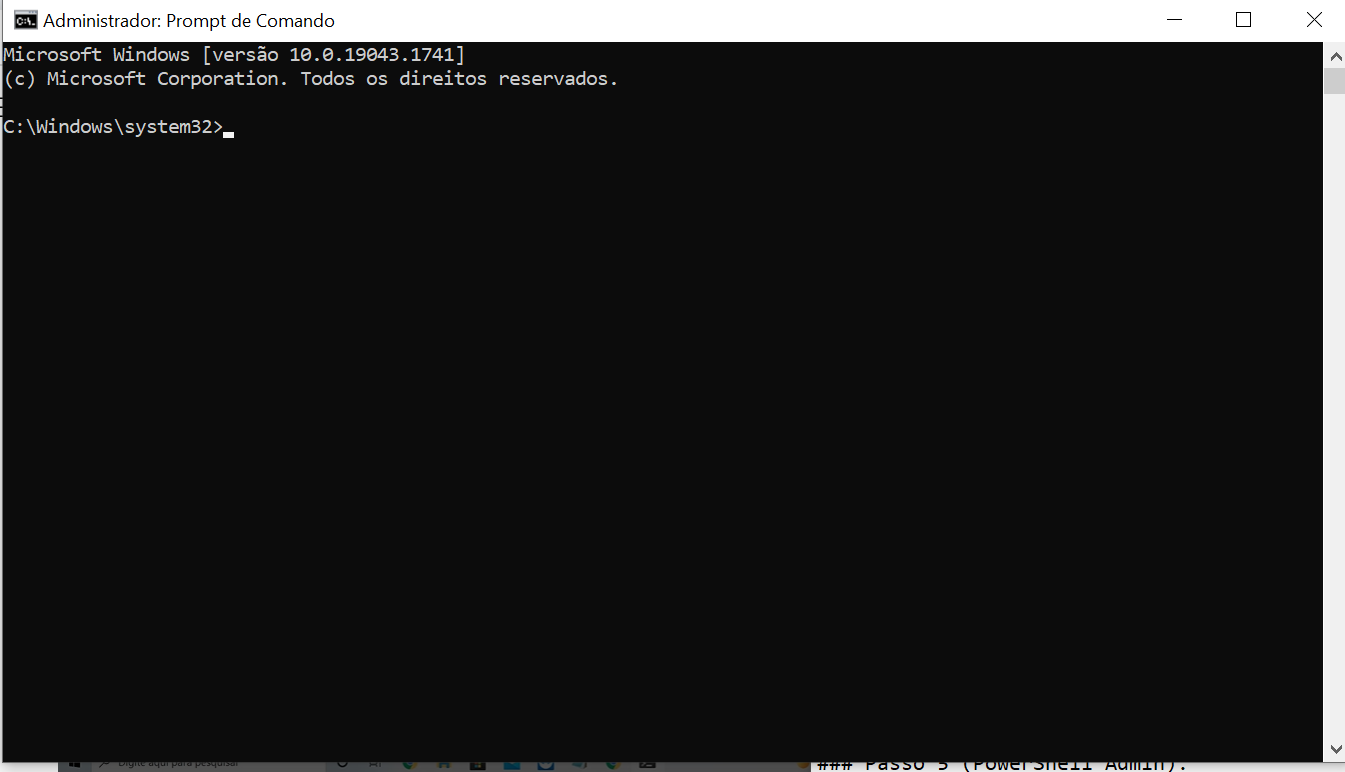 Administrador: Prompt de Comando
Microsoft Windows [versão 10.0.19043.1741]
(c) Microsoft Corporation. Todos os direitos reservados.
C:\Windows\system32>
Digite aqui para pesquisar
### Passo 5 (PowerShell Admin):